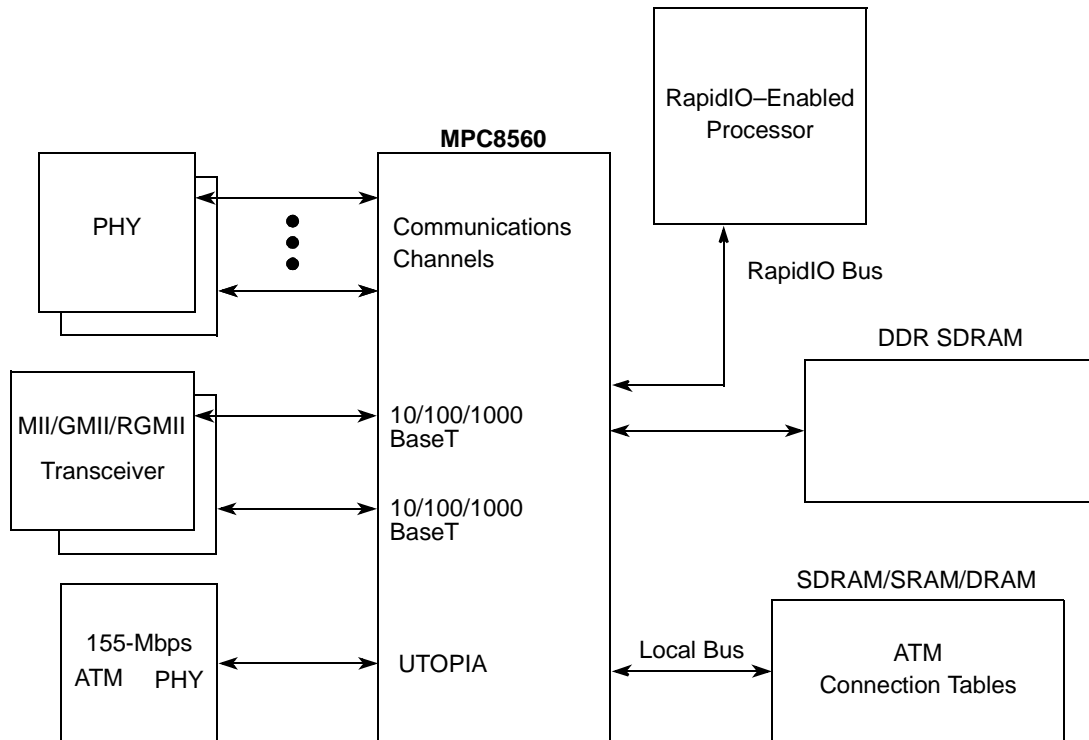 RapidIO–Enabled
Processor
MPC8560
PHY
Communications
Channels
RapidIO Bus
DDR SDRAM
MII/GMII/RGMII
Transceiver
10/100/1000
BaseT
10/100/1000
BaseT
SDRAM/SRAM/DRAM
155-Mbps
ATM PHY
UTOPIA
Local Bus
ATM
Connection Tables